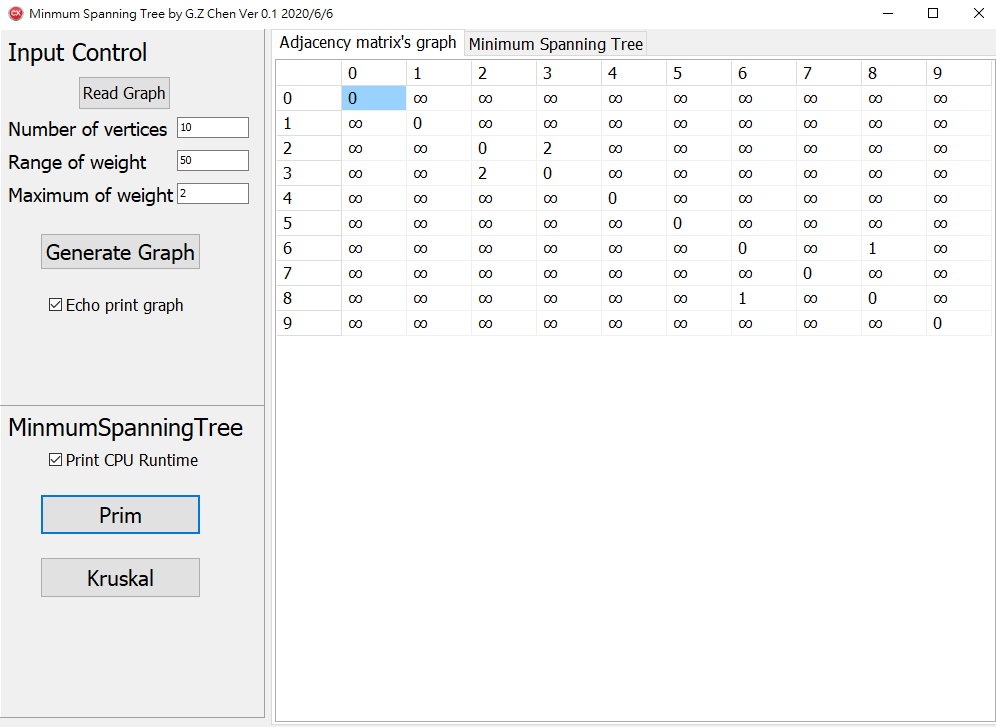 Minmum Spanning Tree by G.Z Chen Ver 0.1 2020/6/6
Input Control
Read Graph
Number of vertices 10
Range of weight 50
Maximum of weight 2
Generate Graph
Echo print graph
MinmumSpanningTree
Print CPU Runtime
Prim
Kruskal
Adjacency matrix's graph Minimum Spanning Tree
0 1 2 3 4 5 6 7 8 9
0 0 ∞ ∞ ∞ ∞ ∞ ∞ ∞ ∞ ∞
1 ∞ 0 ∞ ∞ ∞ ∞ ∞ ∞ ∞ ∞
2 ∞ ∞ 0 2 ∞ ∞ ∞ ∞ ∞ ∞
3 ∞ ∞ 2 0 ∞ ∞ ∞ ∞ ∞ ∞
4 ∞ ∞ ∞ ∞ 0 ∞ ∞ ∞ ∞ ∞
5 ∞ ∞ ∞ ∞ ∞ 0 ∞ ∞ ∞ ∞
6 ∞ ∞ ∞ ∞ ∞ ∞ 0 ∞ 1 ∞
7 ∞ ∞ ∞ ∞ ∞ ∞ ∞ 0 ∞ ∞
8 ∞ ∞ ∞ ∞ ∞ ∞ 1 ∞ 0 ∞
9 ∞ ∞ ∞ ∞ ∞ ∞ ∞ ∞ ∞ 0